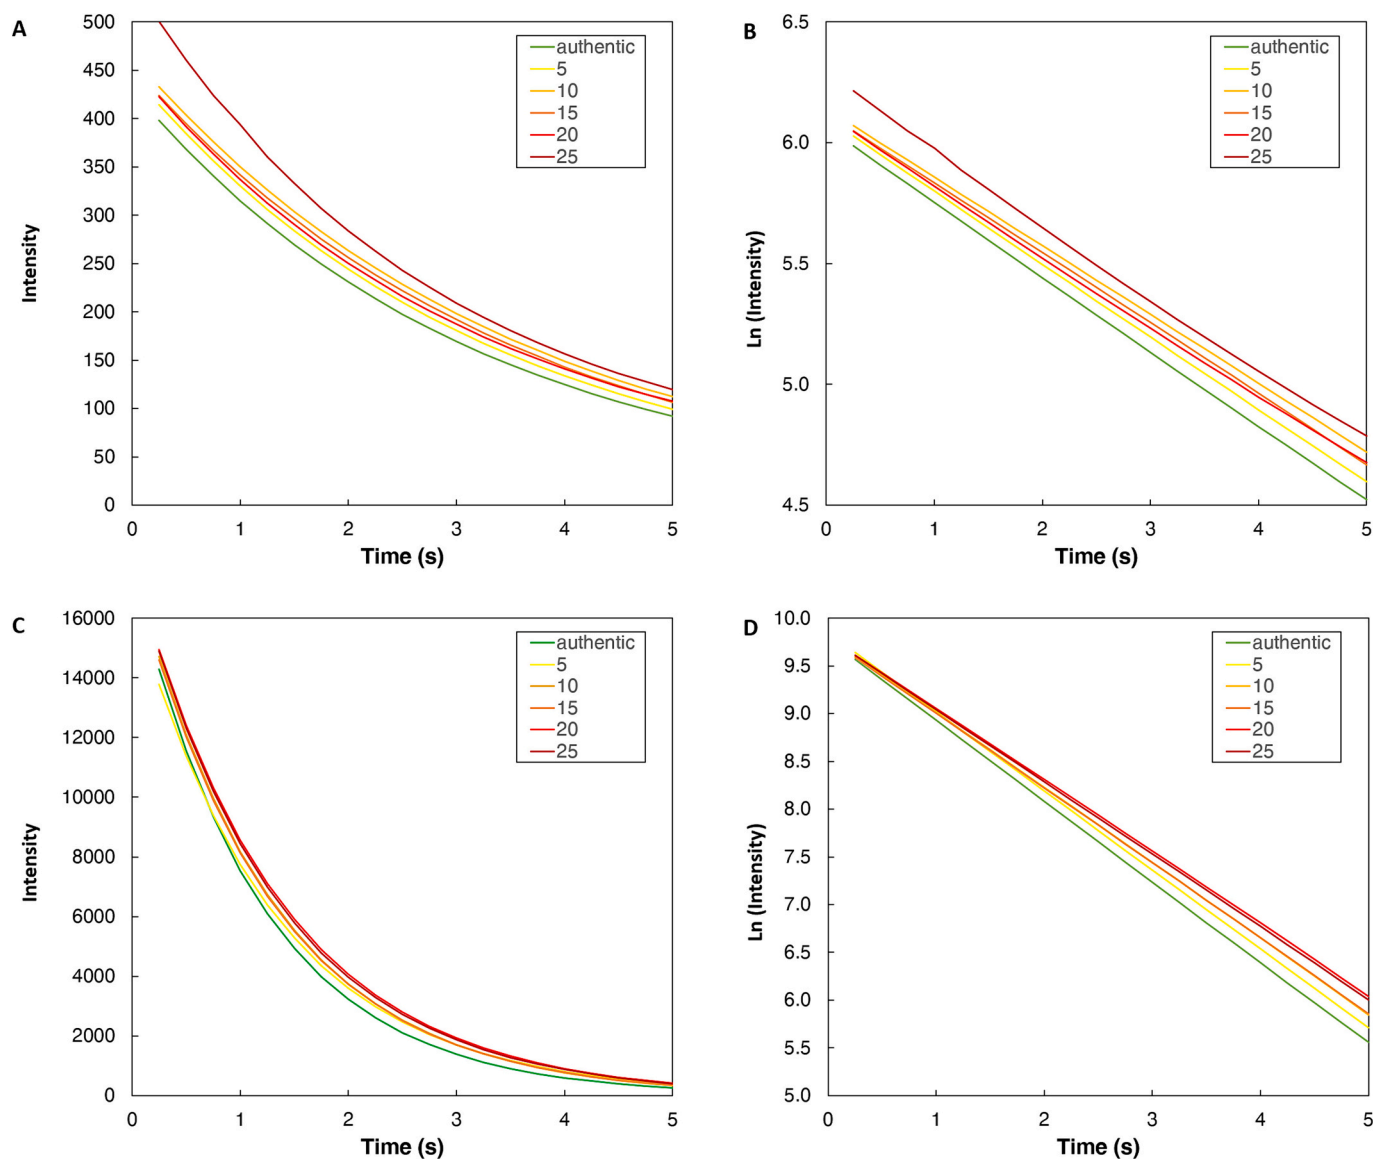 A
500
450
400
350
300
250
200
150
100
50
0
0 1 2 3 4 5
Intensity
Time (s)
authentic
5
10
15
20
25
B
6.5
6.0
5.5
5.0
4.5
0 1 2 3 4 5
Ln (Intensity)
Time (s)
authentic
5
10
15
20
25
C
16000
14000
12000
10000
8000
6000
4000
2000
0
0 1 2 3 4 5
Intensity
Time (s)
authentic
5
10
15
20
25
D
10.0
9.5
9.0
8.5
8.0
7.5
7.0
6.5
6.0
5.5
5.0
0 1 2 3 4 5
Ln (Intensity)
Time (s)
authentic
5
10
15
20
25